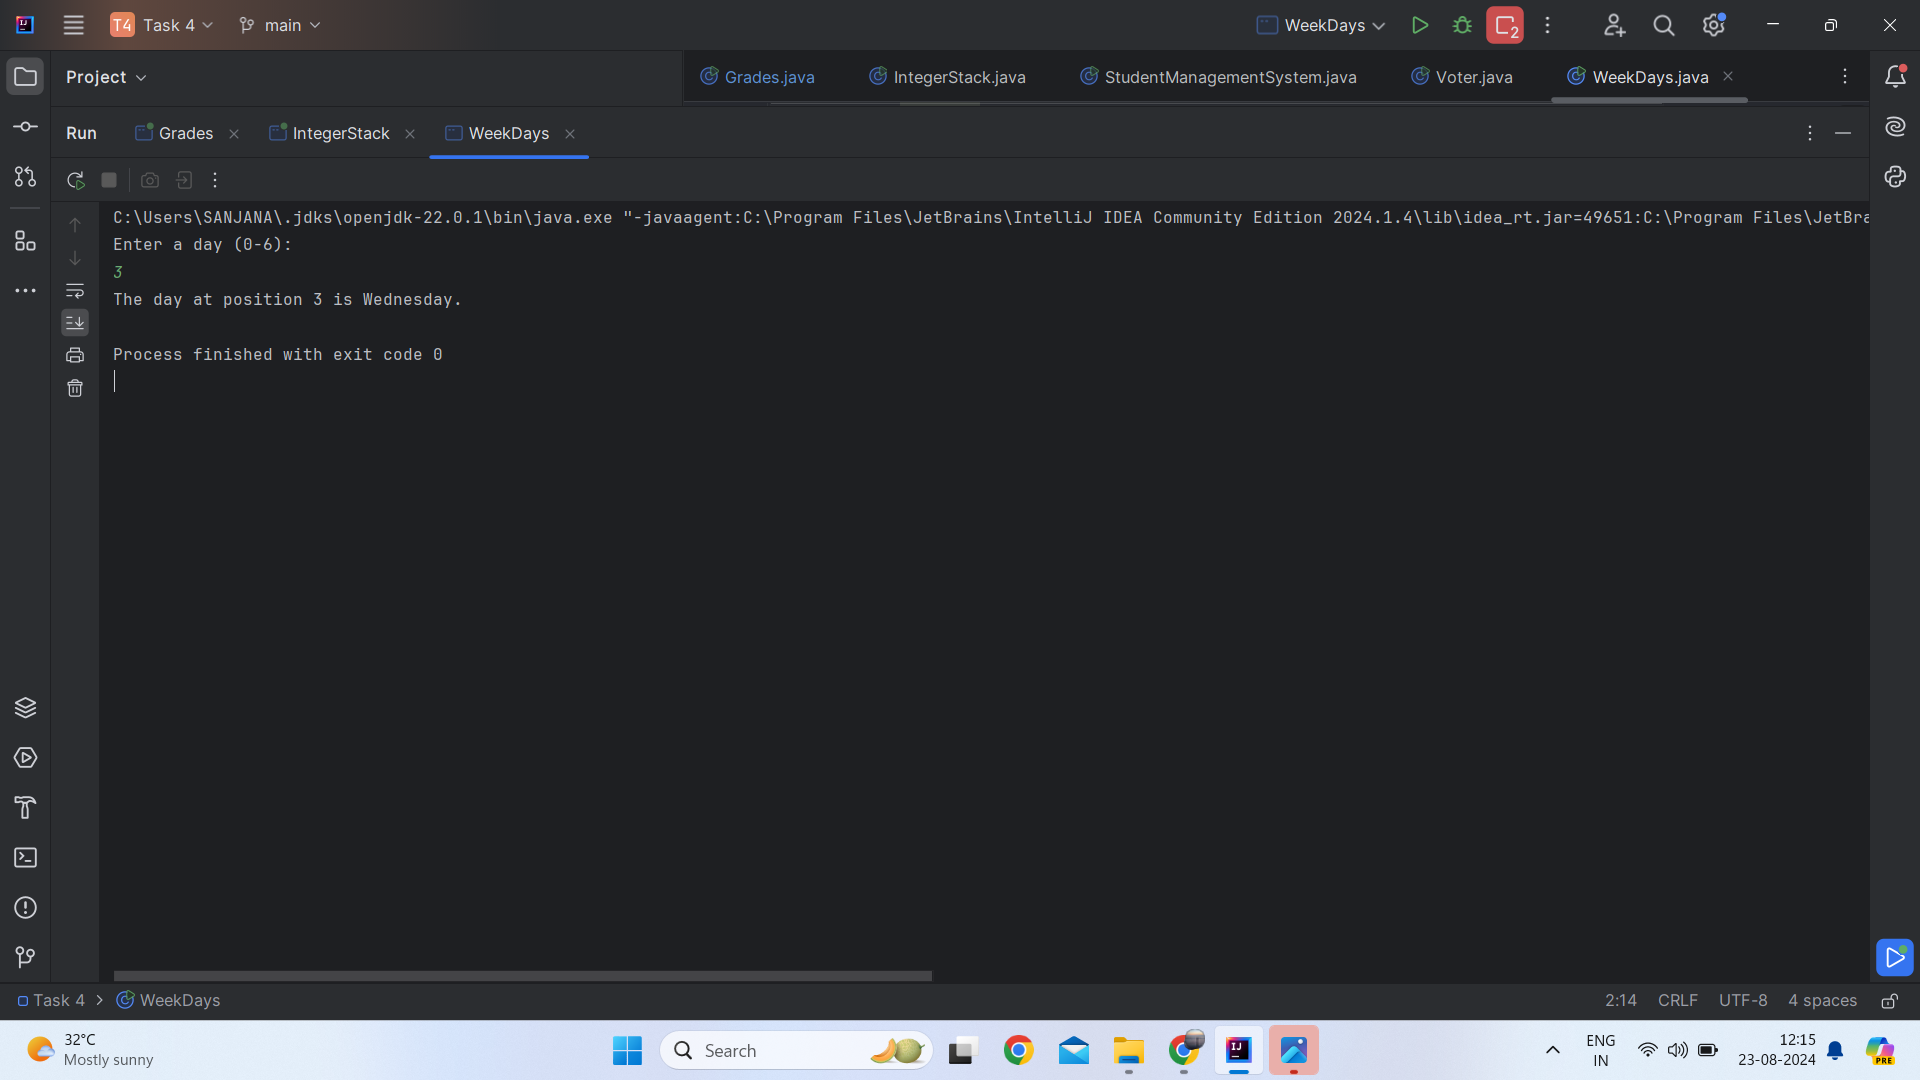 T4 Task 4 main WeekDays 2
Project Grades.java IntegerStack.java StudentManagementSystem.java Voter.java WeekDays.java
Run Grades IntegerStack WeekDays
C:\Users\SANJANA\.jdks\openjdk-22.0.1\bin\java.exe "-javaagent:C:\Program Files\JetBrains\IntelliJ IDEA Community Edition 2024.1.4\lib\idea_rt.jar=49651:C:\Program Files\JetBra
Enter a day (0-6):
3
The day at position 3 is Wednesday.
Process finished with exit code 0
Task 4 > WeekDays 2:14 CRLF UTF-8 4 spaces
32°C
Mostly sunny
Search
ENG
IN
12:15
23-08-2024
PRE